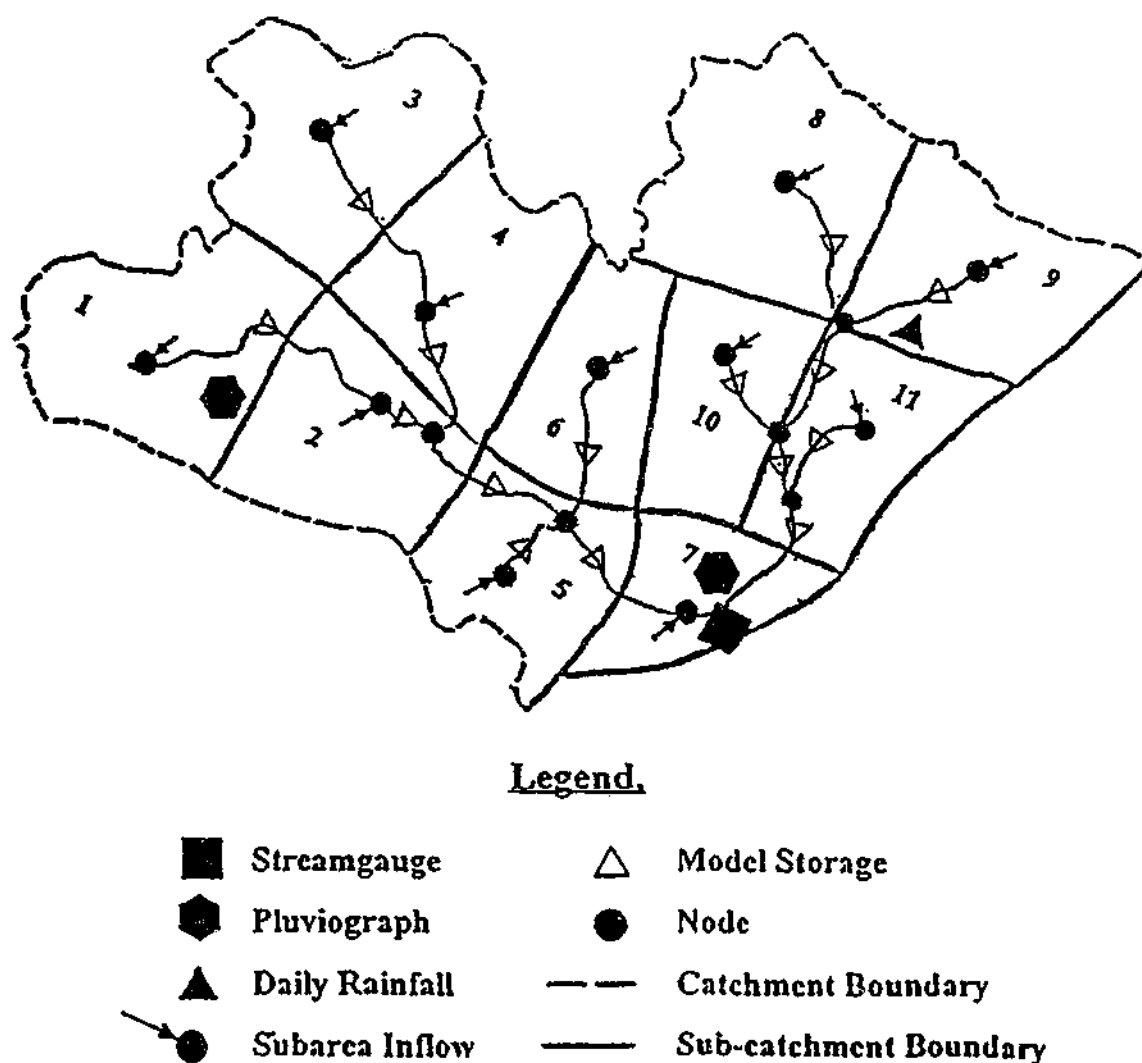 3
8
4
9
1
11
10
6
2
7
5
Legend.
Streamgauge
Model Storage
Pluviograph
Node
Daily Rainfall
Catchment Boundary
Subarea Inflow
Sub-catchment Boundary